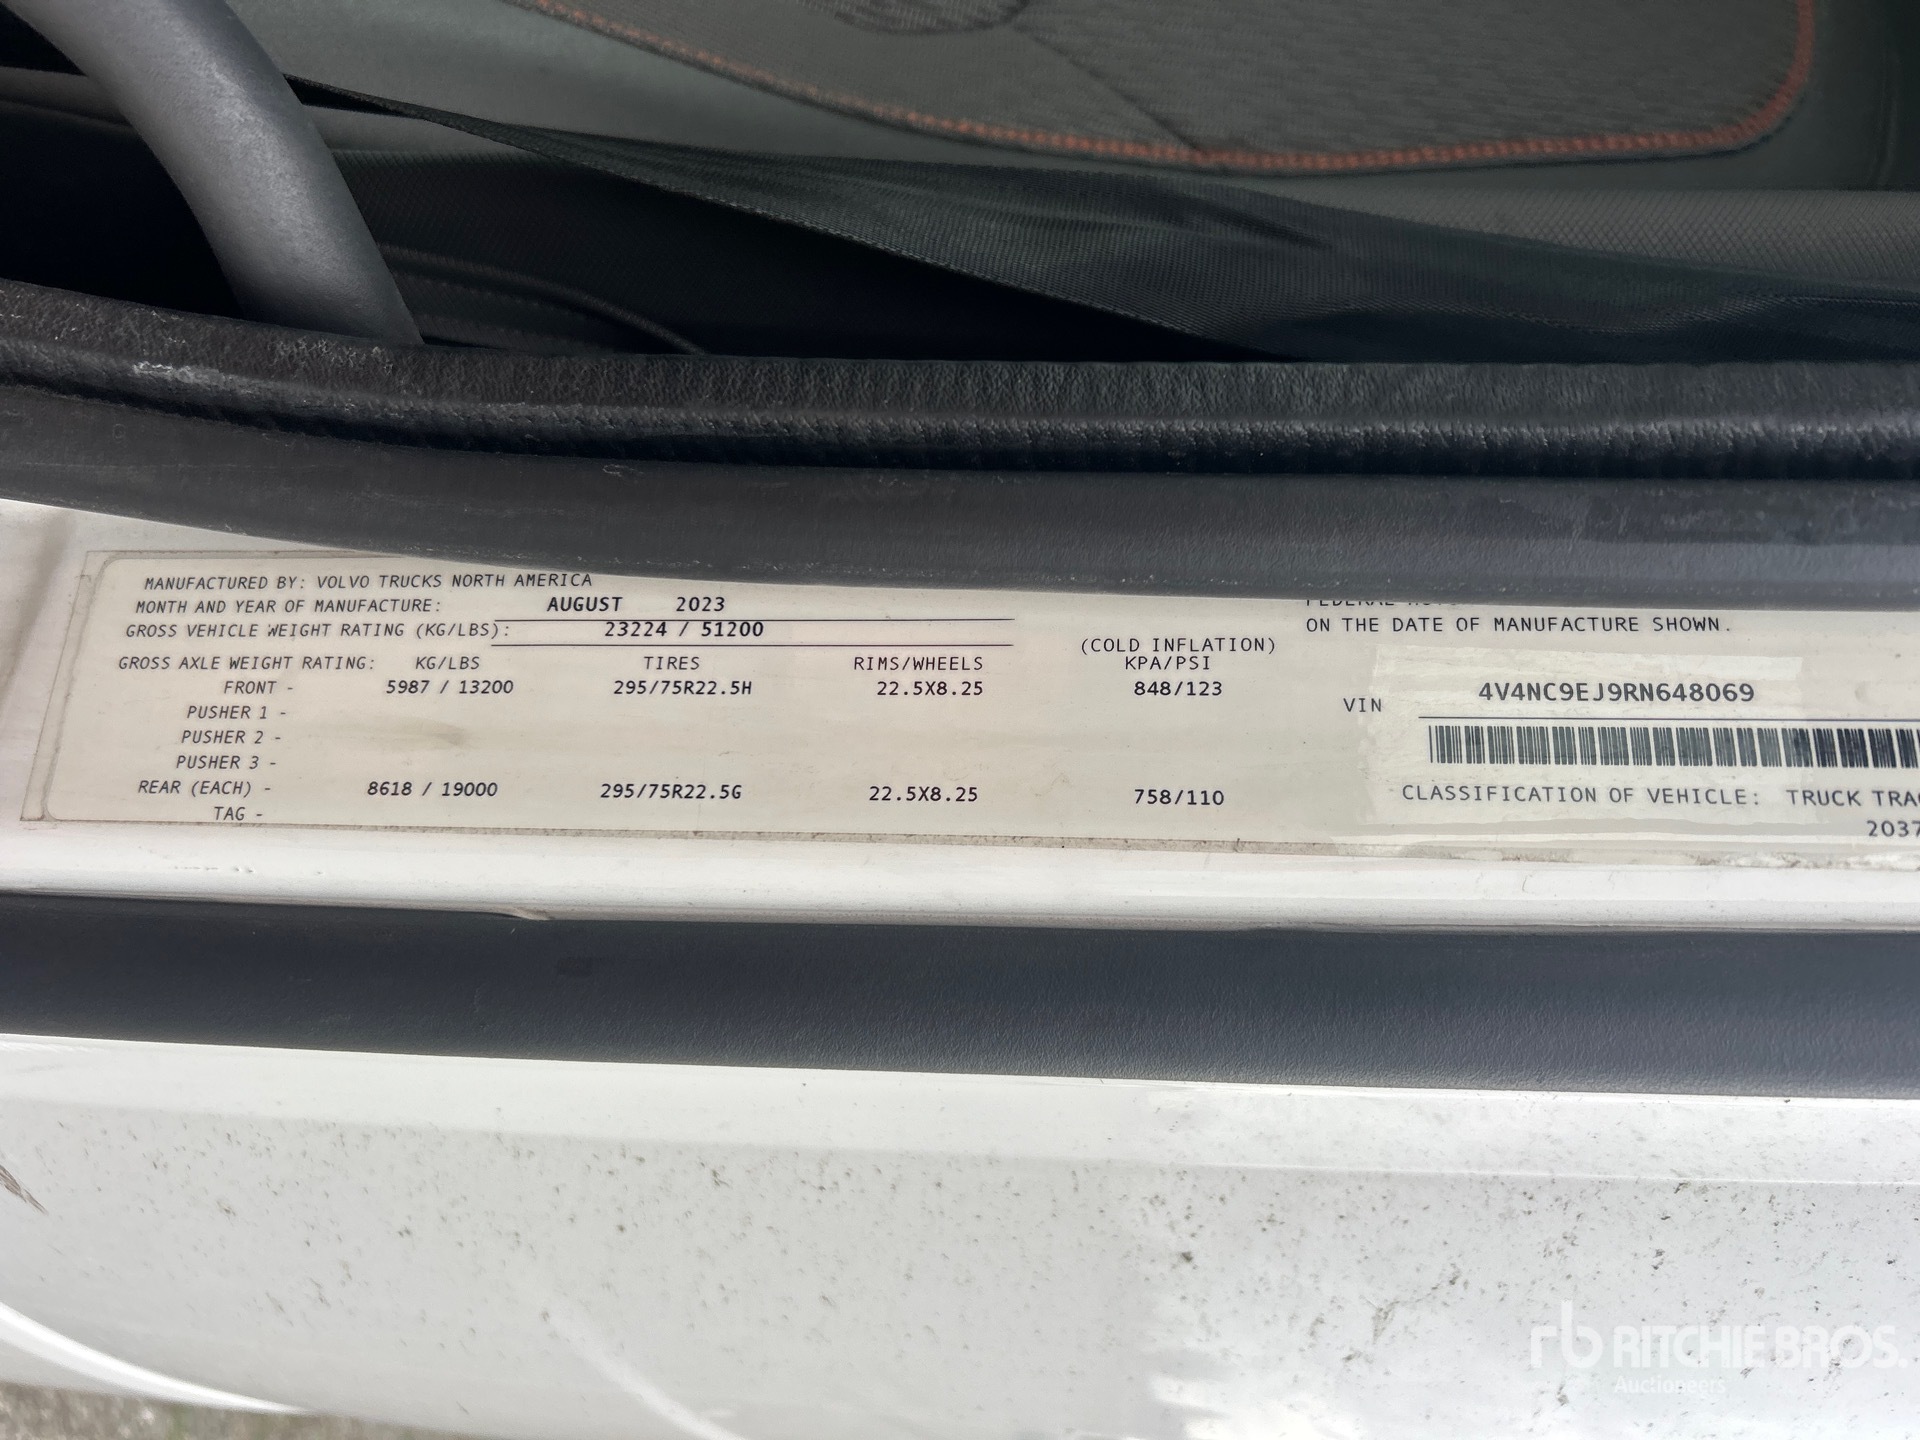 MANUFACTURED BY: VOLVO TRUCKS NORTH AMERICA
MONTH AND YEAR OF MANUFACTURE: AUGUST 2023
GROSS VEHICLE WEIGHT RATING (KG/LBS): 23224 / 51200
GROSS AXLE WEIGHT RATING: KG/LBS TIRES RIMS/WHEELS (COLD INFLATION) KPA/PSI
FRONT - 5987 / 13200 295/75R22.5H 22.5X8.25 848/123
PUSHER 1 -
PUSHER 2 -
PUSHER 3 -
REAR (EACH) - 8618 / 19000 295/75R22.5G 22.5X8.25 758/110
TAG -
FEDERAL
ON THE DATE OF MANUFACTURE SHOWN.
VIN 4V4NC9EJ9RN648069
CLASSIFICATION OF VEHICLE: TRUCK TRAC
2037
rb RITCHIE BROS.
Auctioneers